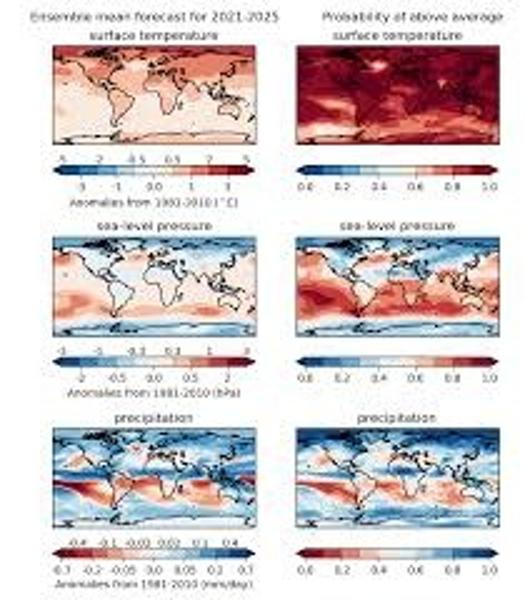 Ensemble mean forecast for 2021-2025
Probability of above average
surface temperature
surface temperature
-5 -2 -0.5 0.5 2 5
-3 -1 0.0 1 3
0.0 0.2 0.4 0.6 0.8 1.0
Anomalies from 1981-2010 (°C)
sea-level pressure
sea-level pressure
-3 -1 -0.3 0.3 1 3
-2 -0.5 0.0 0.5 2
0.0 0.2 0.4 0.6 0.8 1.0
Anomalies from 1981-2010 (hPa)
precipitation
precipitation
-0.4 -0.1 -0.02 0.02 0.1 0.4
-0.7 -0.2 -0.05 0.0 0.05 0.2 0.7
0.0 0.2 0.4 0.6 0.8 1.0
Anomalies from 1981-2010 (mm/day)